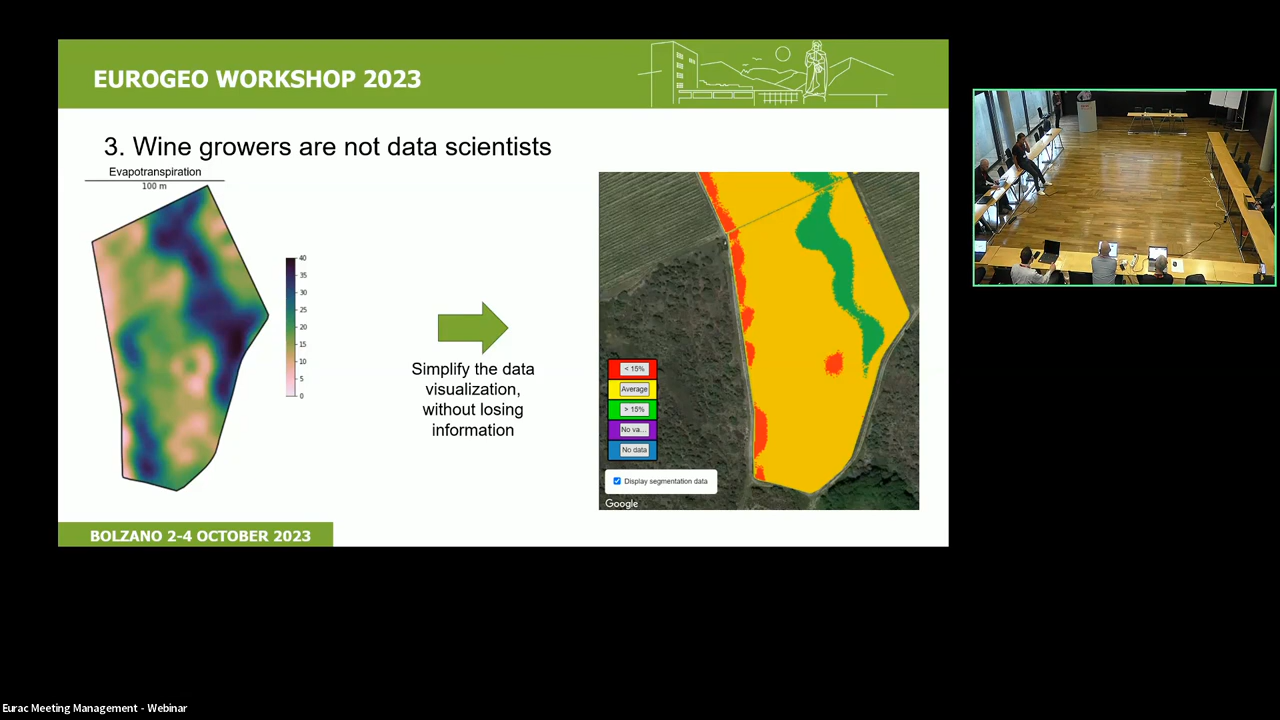 EUROGEO WORKSHOP 2023
3. Wine growers are not data scientists
Evapotranspiration
100 m
40
35
30
25
20
15
10
5
0
Simplify the data
visualization,
without losing
information
< 15%
Average
> 15%
No va...
No data
Display segmentation data
Google
BOLZANO 2-4 OCTOBER 2023
Eurac Meeting Management - Webinar